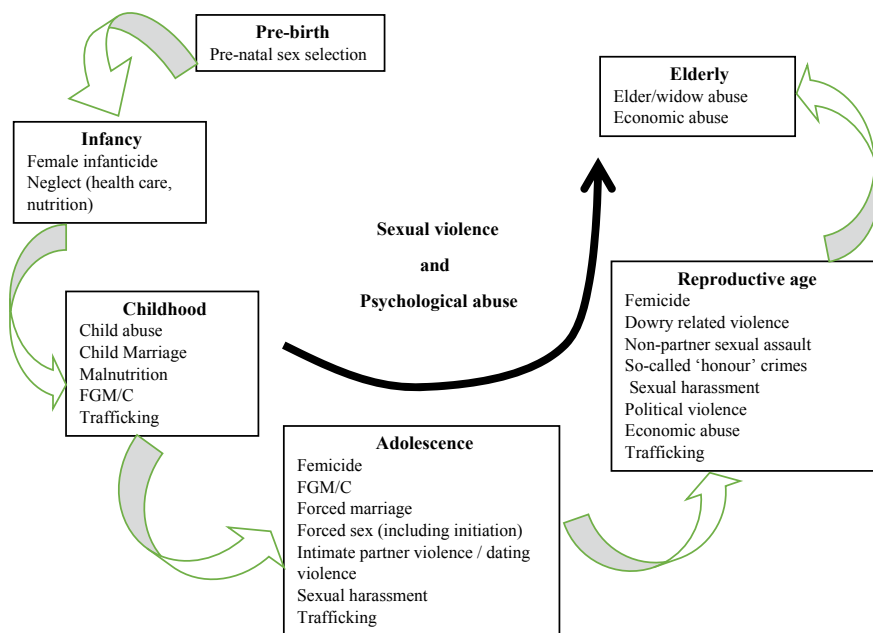 Pre-birth
Pre-natal sex selection
Infancy
Female infanticide
Neglect (health care,
nutrition)
Childhood
Child abuse
Child Marriage
Malnutrition
FGM/C
Trafficking
Adolescence
Femicide
FGM/C
Forced marriage
Forced sex (including initiation)
Intimate partner violence / dating
violence
Sexual harassment
Trafficking
Reproductive age
Femicide
Dowry related violence
Non-partner sexual assault
So-called ‘honour’ crimes
Sexual harassment
Political violence
Economic abuse
Trafficking
Elderly
Elder/widow abuse
Economic abuse
Sexual violence
and
Psychological abuse